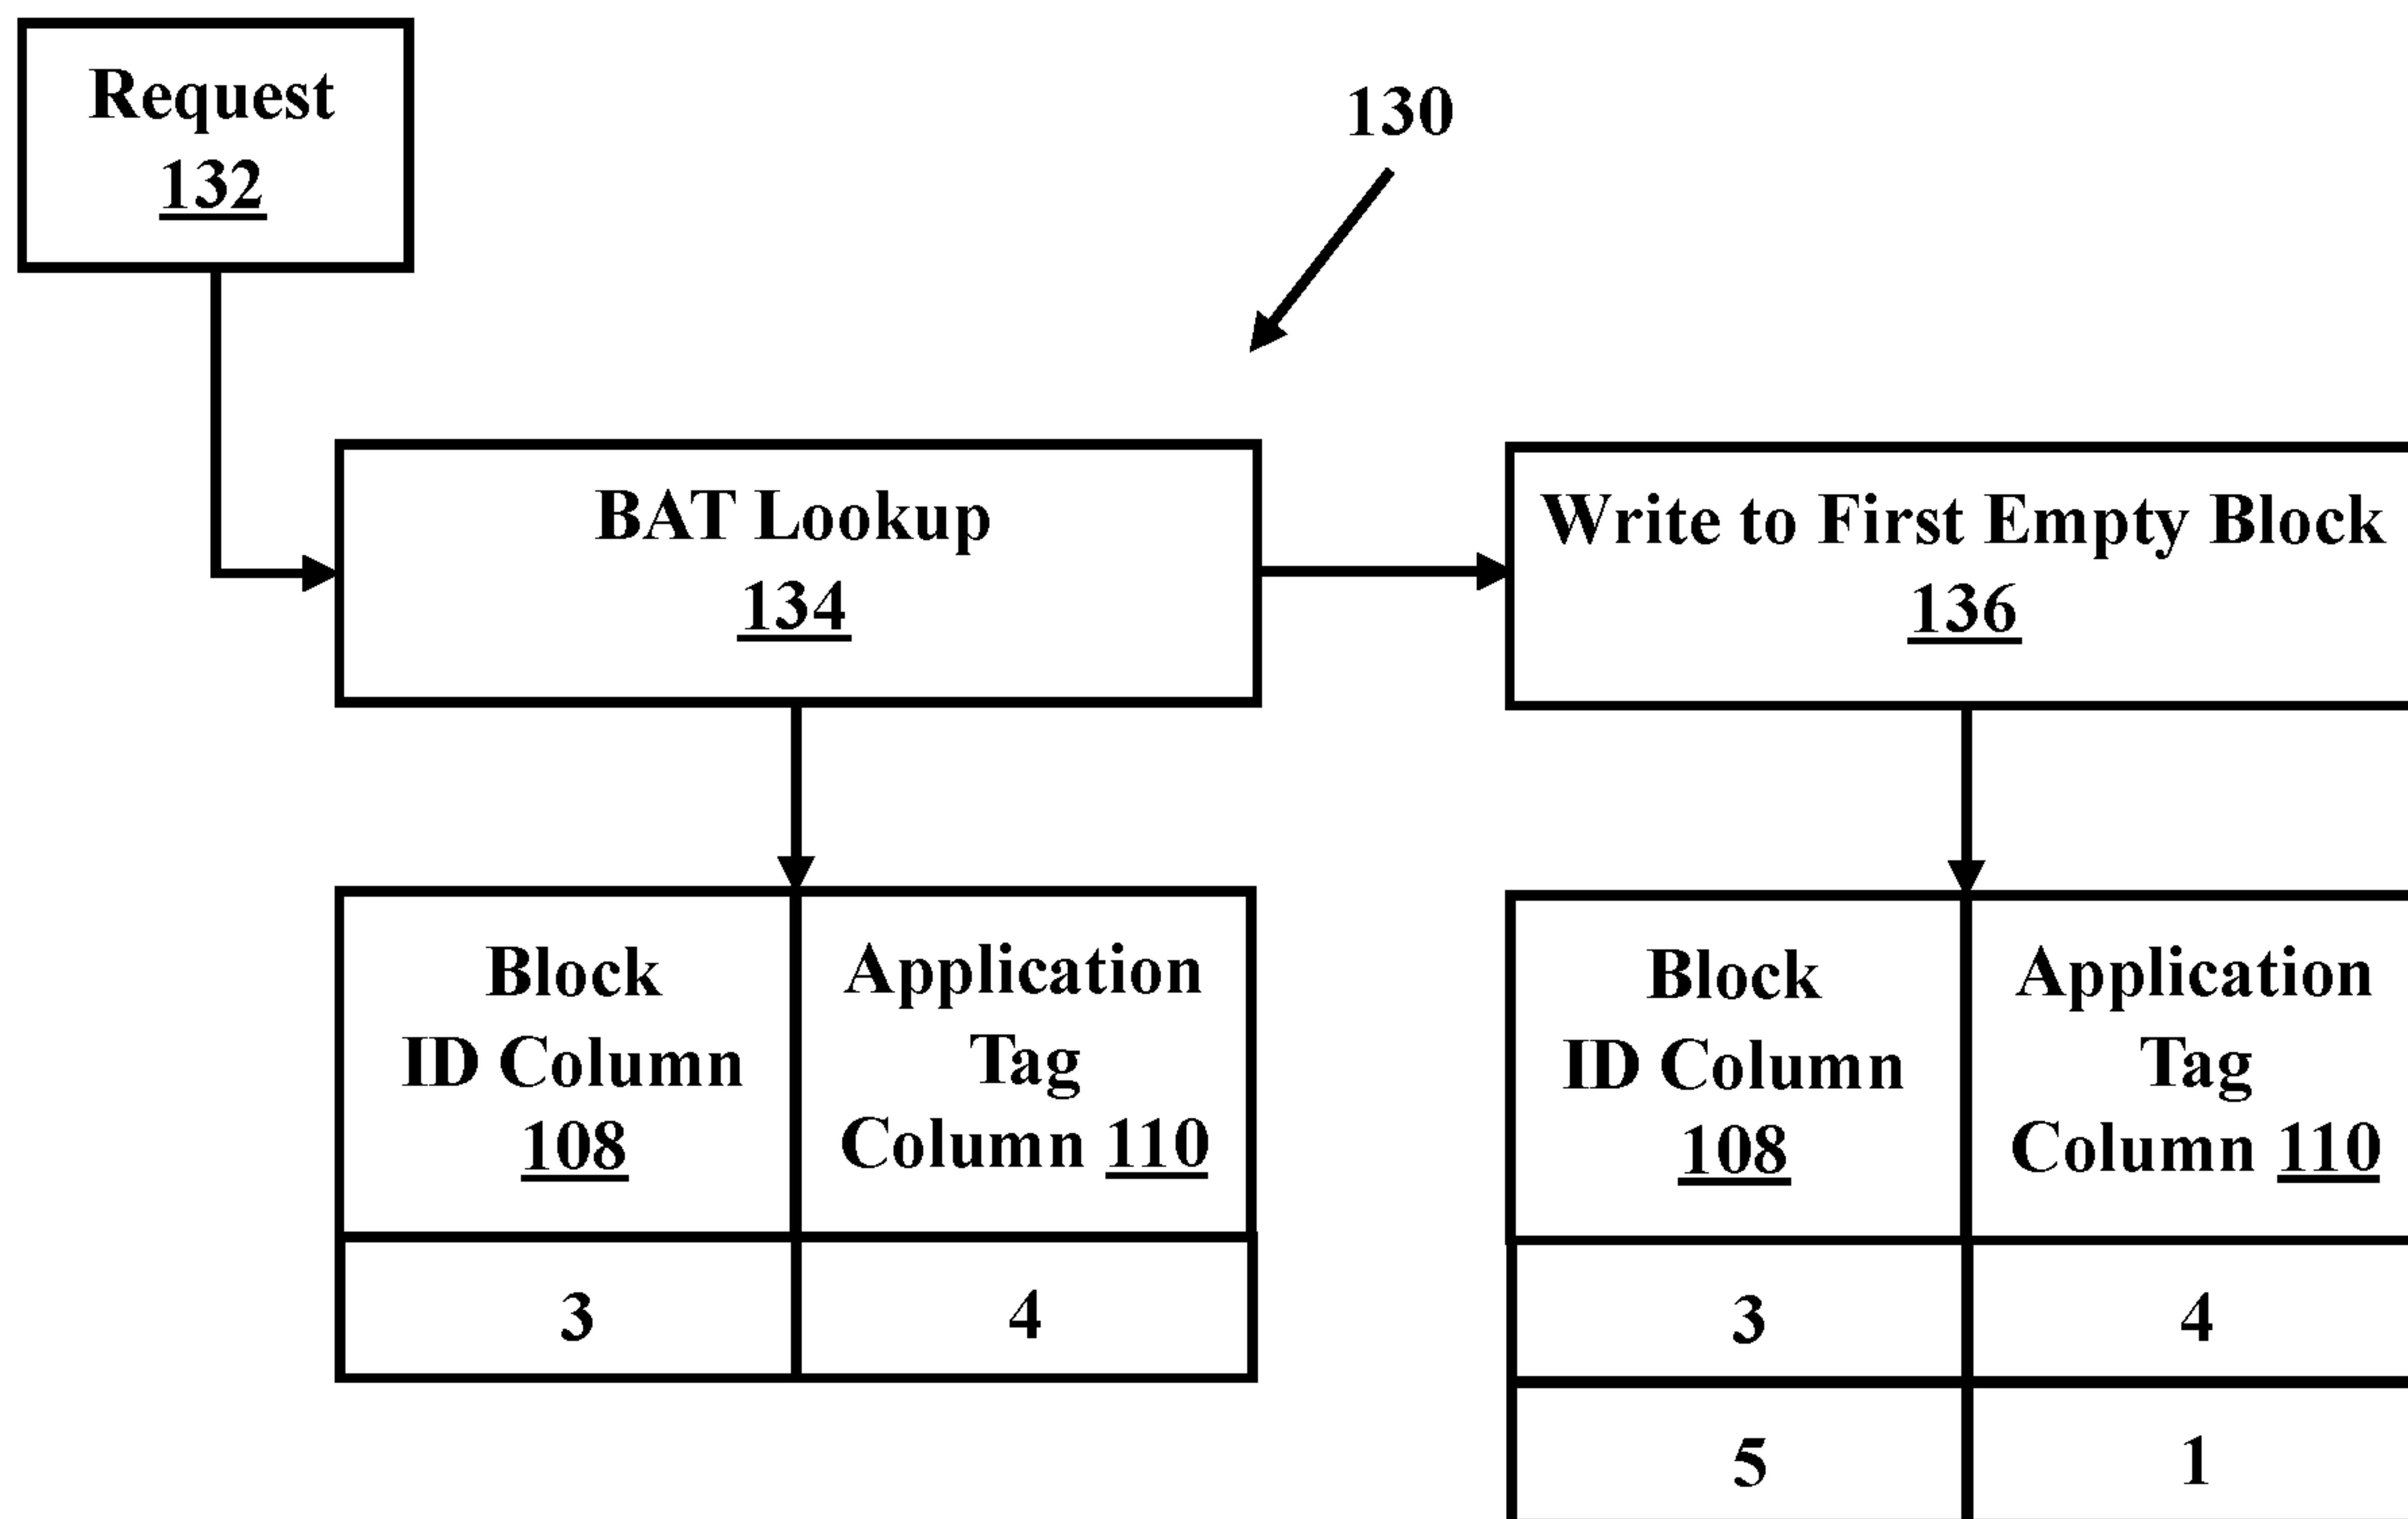 Request
132
130
BAT Lookup
134
Write to First Empty Block
136
Block
ID Column
108
Application
Tag
Column 110
3
4
Block
ID Column
108
Application
Tag
Column 110
3
4
5
1